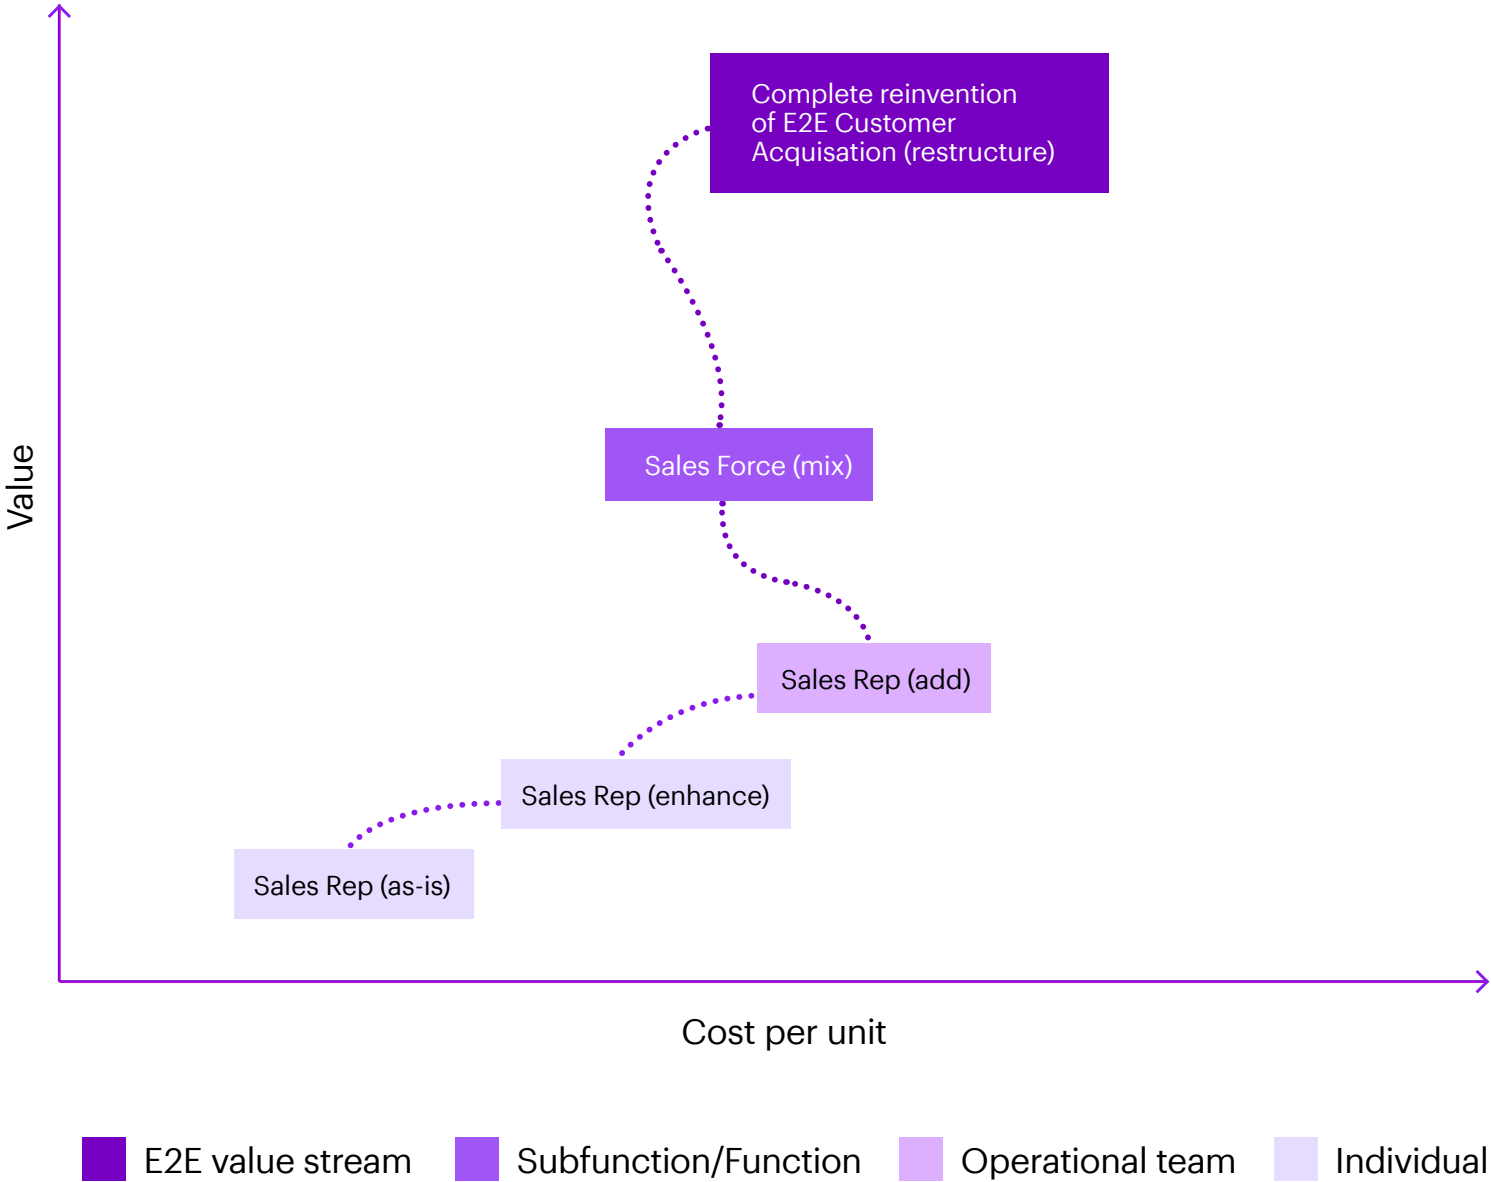 Complete reinvention
of E2E Customer
Acquisation (restructure)
Sales Force (mix)
Value
Sales Rep (add)
Sales Rep (enhance)
Sales Rep (as-is)
Cost per unit
E2E value stream
Subfunction/Function
Operational team
Individual